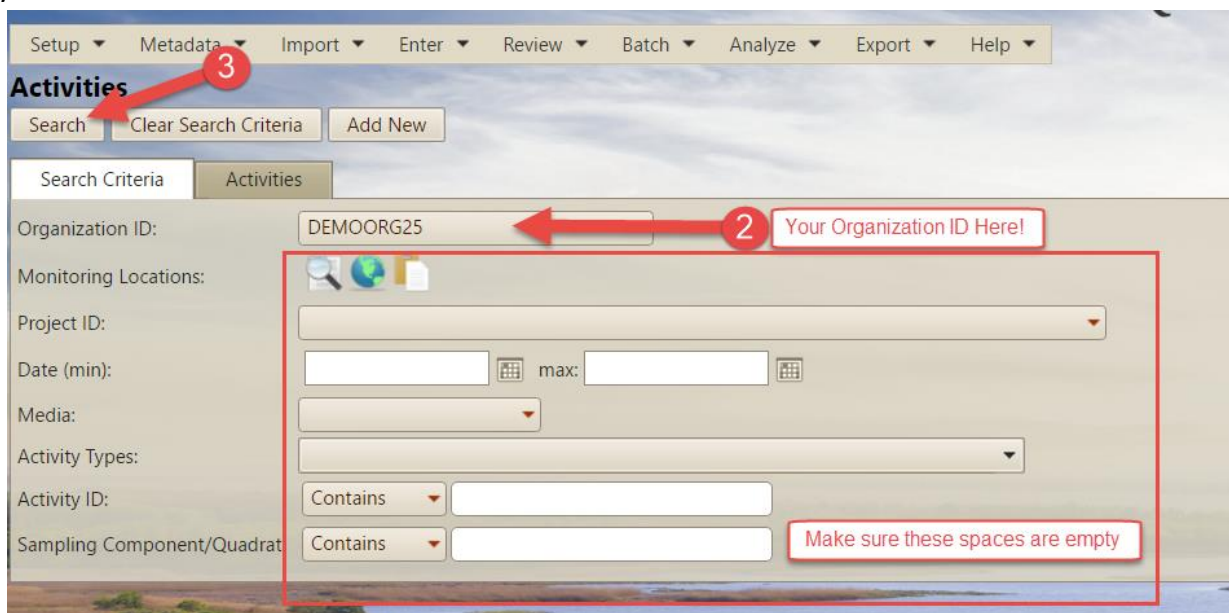 Setup Metadata Import Enter Review Batch Analyze Export Help
3
Activities
Search Clear Search Criteria Add New
Search Criteria Activities
Organization ID: DEMOORG25 2 Your Organization ID Here!
Monitoring Locations:
Project ID:
Date (min): max:
Media:
Activity Types:
Activity ID: Contains
Sampling Component/Quadrat Contains Make sure these spaces are empty